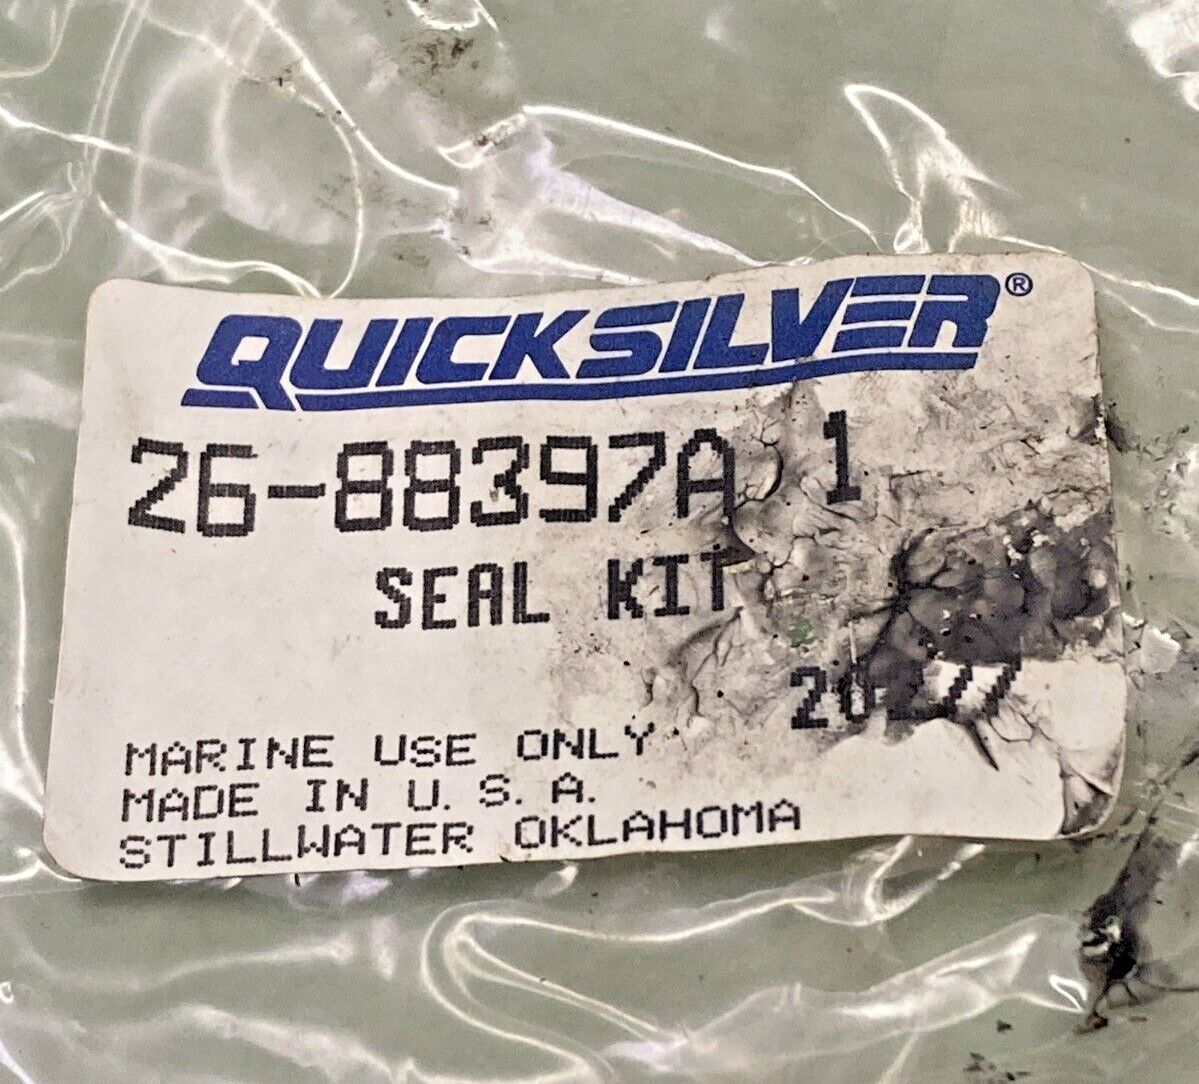 QUICKSILVER®
26-88397A 1
SEAL KIT
MARINE USE ONLY
MADE IN U.S.A.
STILLWATER OKLAHOMA